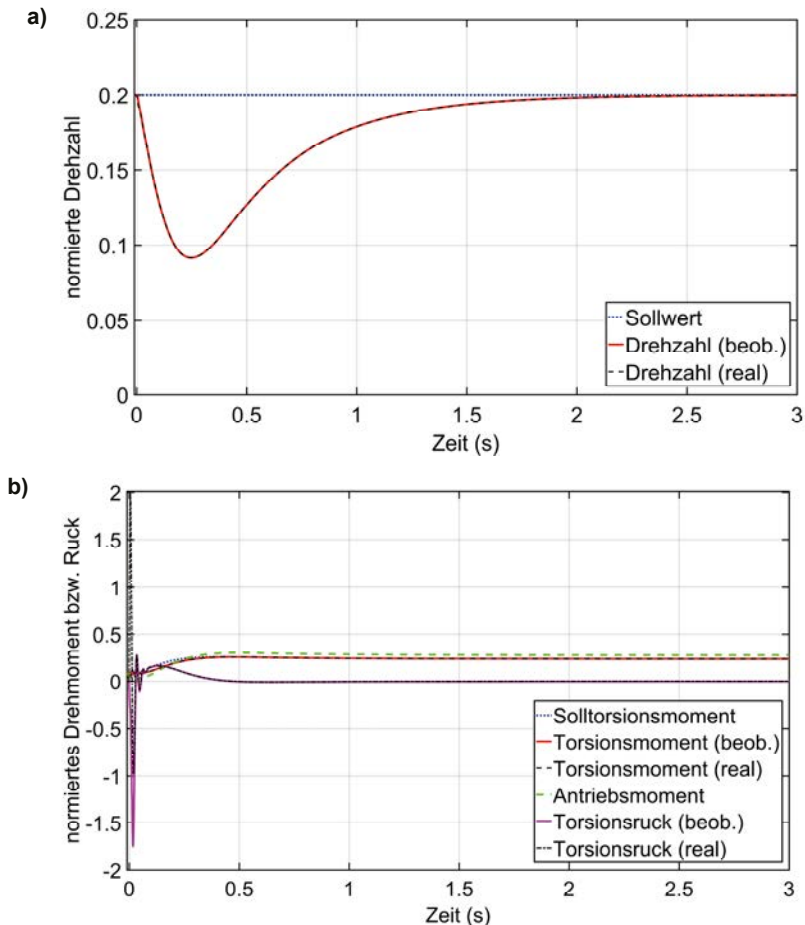 a)
normierte Drehzahl
0.25
0.2
0.15
0.1
0.05
0
Sollwert
Drehzahl (beob.)
Drehzahl (real)
0 0.5 1 1.5 2 2.5 3
Zeit (s)
b)
normiertes Drehmoment bzw. Ruck
2
1.5
1
0.5
0
-0.5
-1
-1.5
-2
Solltorsionsmoment
Torsionsmoment (beob.)
Torsionsmoment (real)
Antriebsmoment
Torsionsruck (beob.)
Torsionsruck (real)
0 0.5 1 1.5 2 2.5 3
Zeit (s)